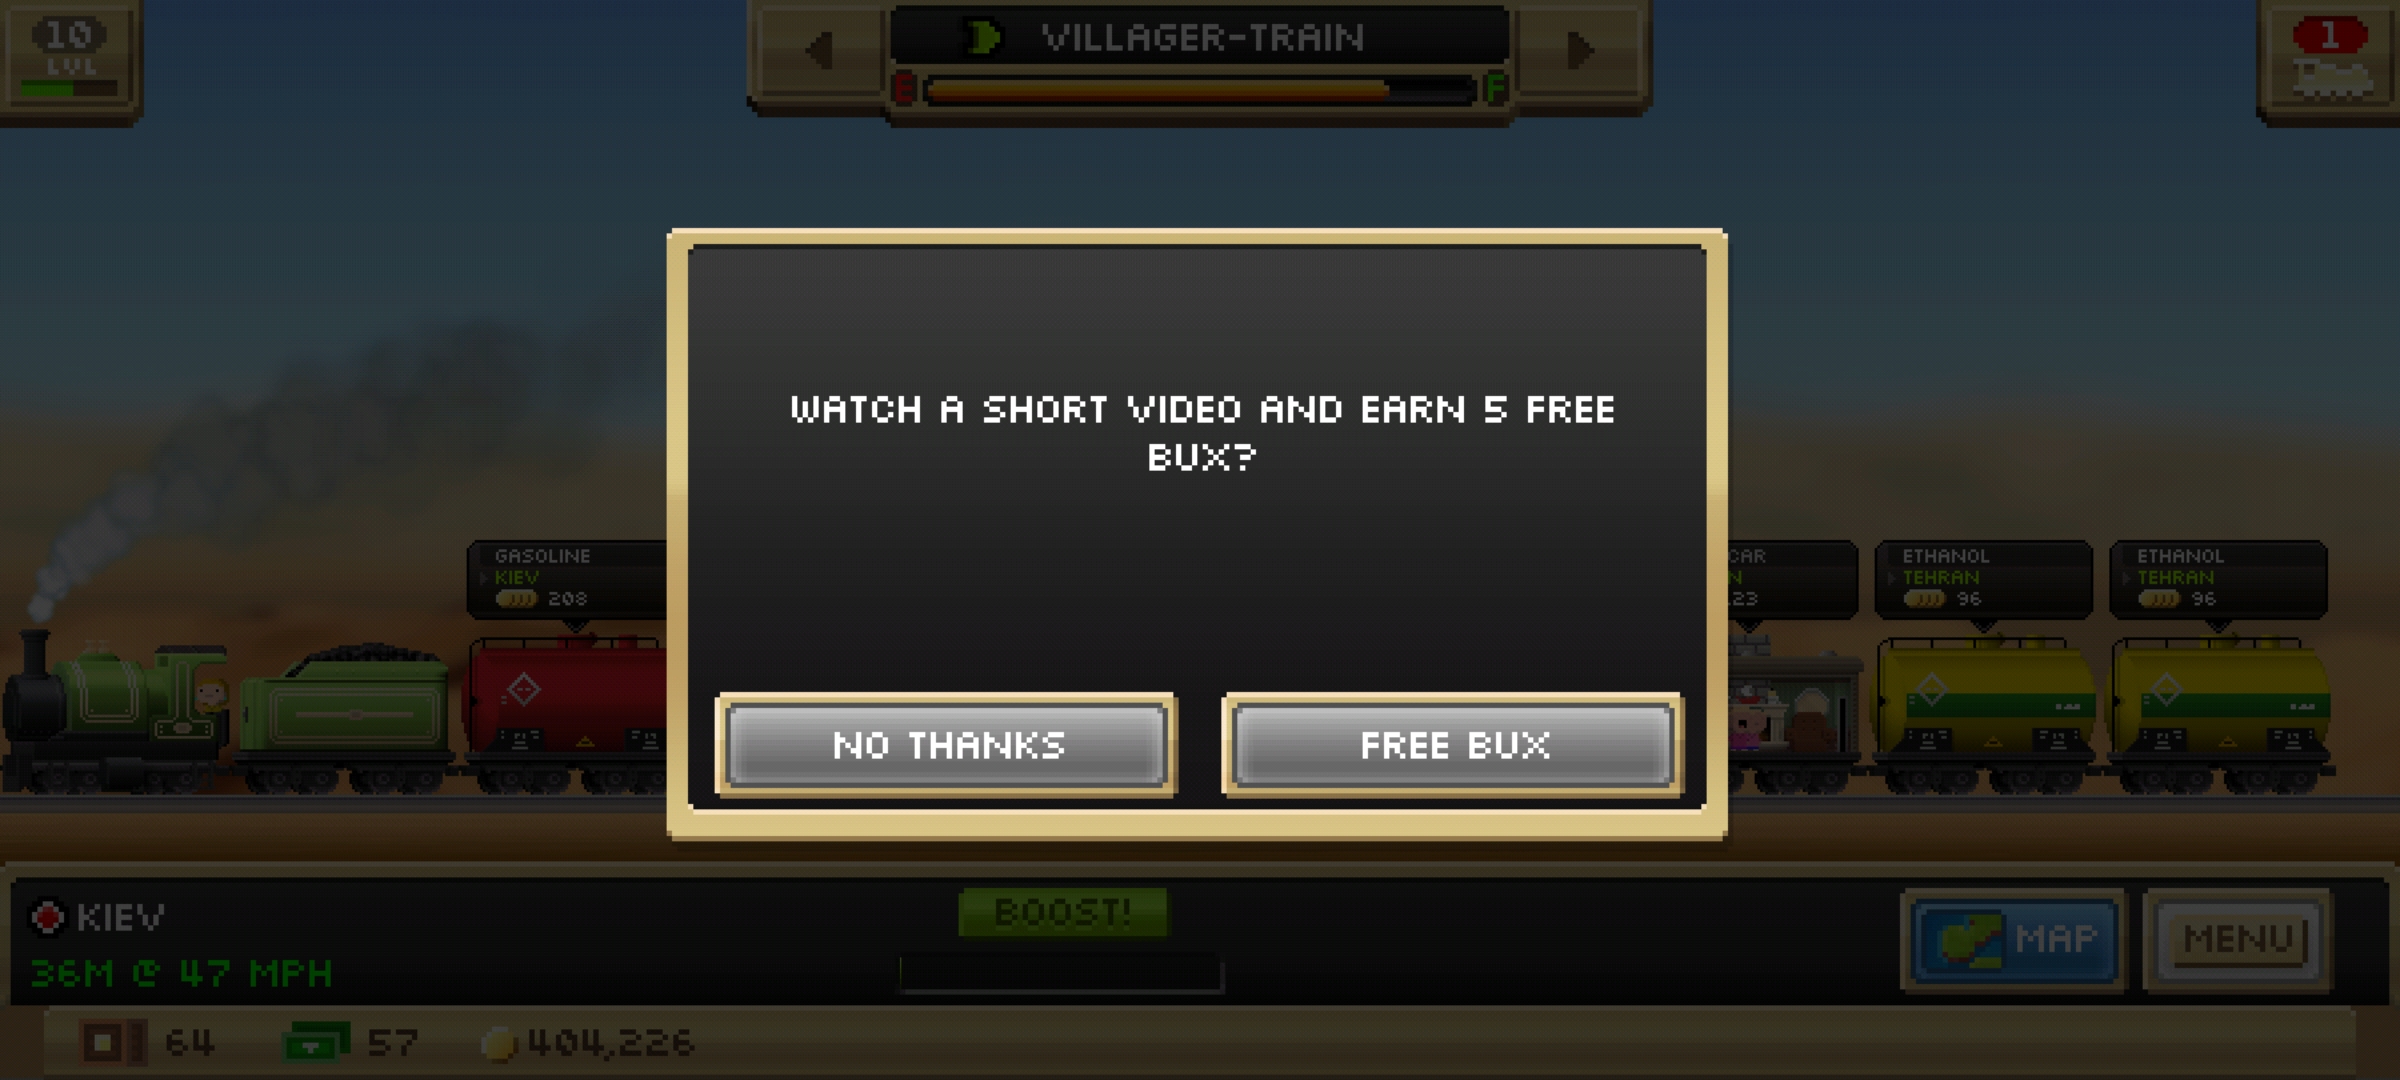 10
LVL
VILLAGER-TRAIN
E F
1
WATCH A SHORT VIDEO AND EARN 5 FREE
BUX?
GASOLINE
KIEV
208
CAR
N
23
ETHANOL
TEHRAN
96
ETHANOL
TEHRAN
96
NO THANKS
FREE BUX
KIEV
36M @ 47 MPH
BOOST!
MAP
MENU
64
57
404,226